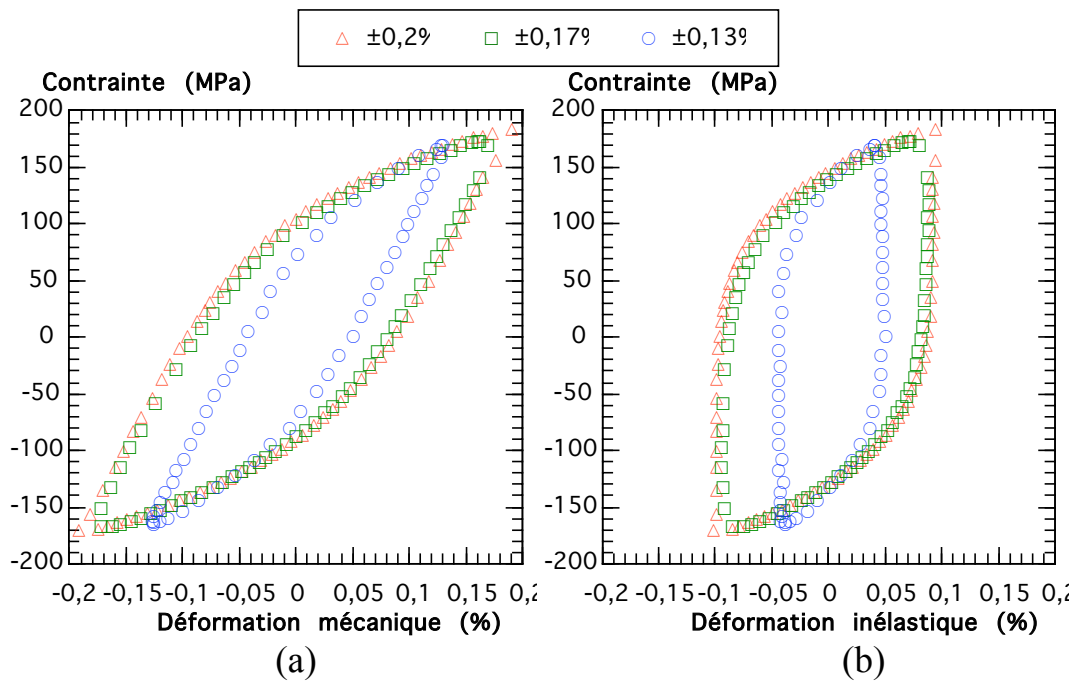 ±0,2% ±0,17% ±0,13%
Contrainte (MPa) Contrainte (MPa)
200 200
150 150
100 100
50 50
0 0
-50 -50
-100 -100
-150 -150
-200 -200
-0,2 -0,15 -0,1 -0,05 0 0,05 0,1 0,15 0,2 -0,2 -0,15 -0,1 -0,05 0 0,05 0,1 0,15 0,2
Déformation mécanique (%) Déformation inélastique (%)
(a) (b)